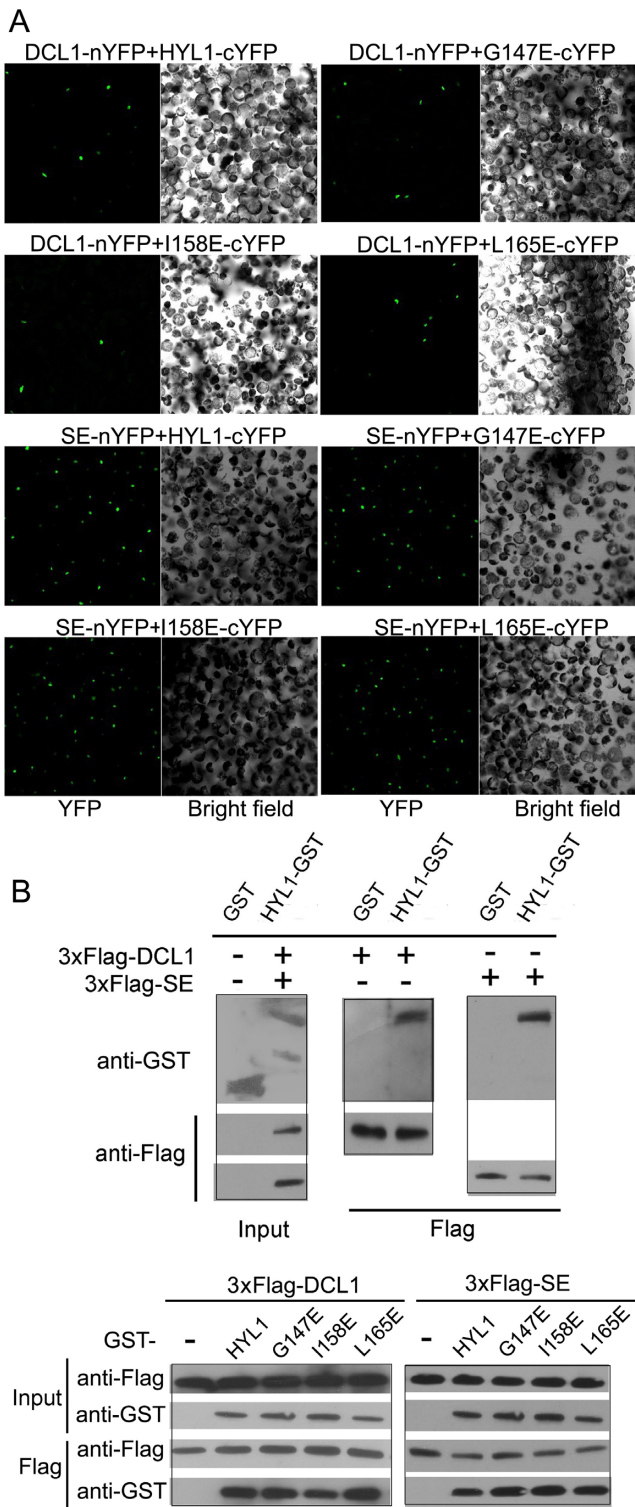 A
DCL1-nYFP+HYL1-cYFP DCL1-nYFP+G147E-cYFP
DCL1-nYFP+I158E-cYFP DCL1-nYFP+L165E-cYFP
SE-nYFP+HYL1-cYFP SE-nYFP+G147E-cYFP
SE-nYFP+I158E-cYFP SE-nYFP+L165E-cYFP
YFP Bright field YFP Bright field
B
GST HYL1-GST GST HYL1-GST GST HYL1-GST
3xFlag-DCL1 - + + + - -
3xFlag-SE - + - - + +
anti-GST
anti-Flag
Input Flag
3xFlag-DCL1 3xFlag-SE
GST- - HYL1 G147E I158E L165E - HYL1 G147E I158E L165E
Input anti-Flag
anti-GST
Flag anti-Flag
anti-GST